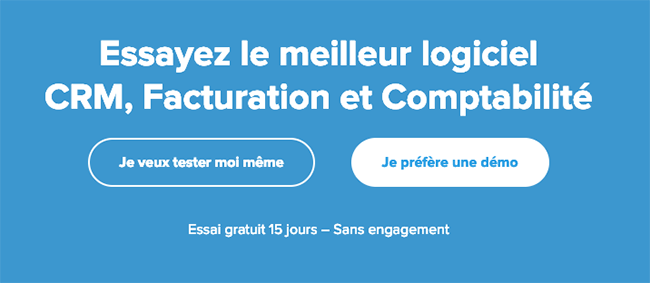 Essayez le meilleur logiciel
CRM, Facturation et Comptabilité
Je veux tester moi même
Je préfère une démo
Essai gratuit 15 jours – Sans engagement